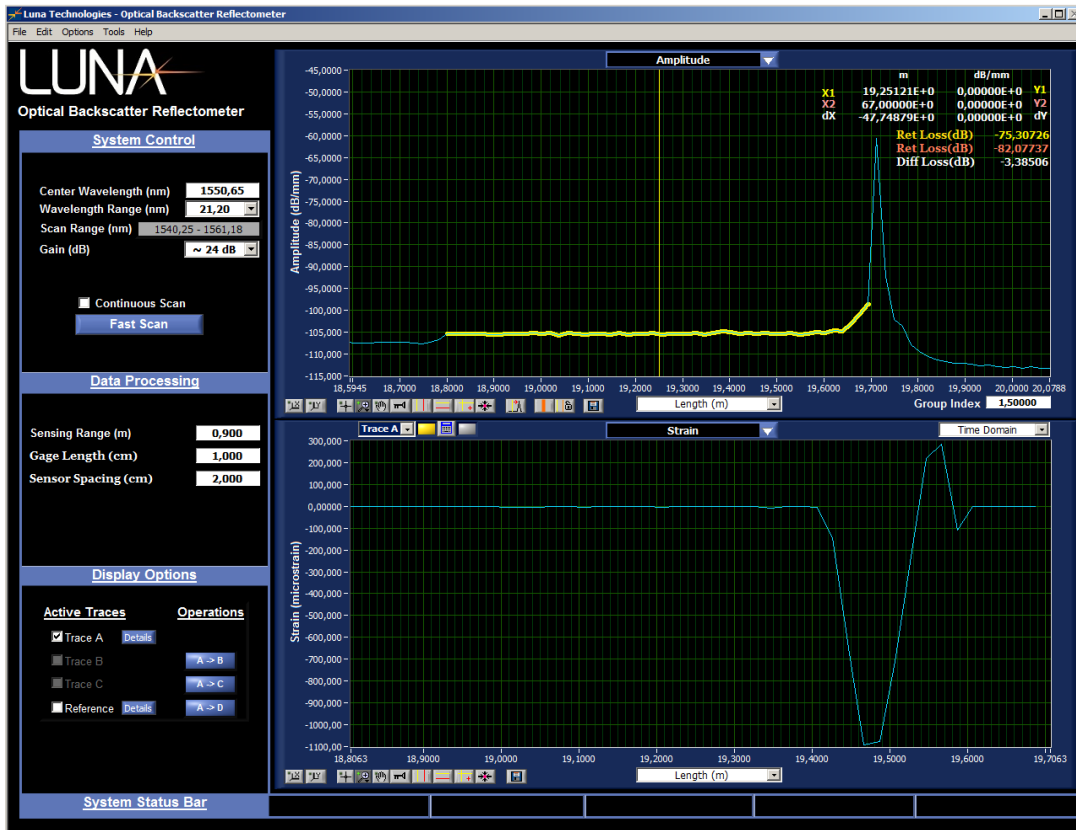 Luna Technologies - Optical Backscatter Reflectometer
File Edit Options Tools Help
LUNA
Optical Backscatter Reflectometer
System Control
Center Wavelength (nm) 1550,65
Wavelength Range (nm) 21,20
Scan Range (nm) 1540,25 - 1561,18
Gain (dB) ~ 24 dB
Continuous Scan
Fast Scan
Data Processing
Sensing Range (m) 0,900
Gage Length (cm) 1,000
Sensor Spacing (cm) 2,000
Display Options
Active Traces Operations
Trace A Details
Trace B A -> B
Trace C A -> C
Reference Details A -> D
System Status Bar
Amplitude
m dB/mm
X1 19,25121E+0 0,00000E+0 Y1
X2 67,00000E+0 0,00000E+0 Y2
dX -47,74879E+0 0,00000E+0 dY
Ret Loss(dB) -75,30726
Ret Loss(dB) -82,07737
Diff Loss(dB) -3,38506
Amplitude (dB/mm)
-45,0000
-50,0000
-55,0000
-60,0000
-65,0000
-70,0000
-75,0000
-80,0000
-85,0000
-90,0000
-95,0000
-100,000
-105,000
-110,000
-115,000
18,5945 18,7000 18,8000 18,9000 19,0000 19,1000 19,2000 19,3000 19,4000 19,5000 19,6000 19,7000 19,8000 19,9000 20,0000 20,0788
Length (m)
Group Index 1,50000
Trace A
Strain
Time Domain
Strain (microstrain)
300,000
200,000
100,000
0,00000
-100,000
-200,000
-300,000
-400,000
-500,000
-600,000
-700,000
-800,000
-900,000
-1000,00
-1100,00
18,8063 18,9000 19,0000 19,1000 19,2000 19,3000 19,4000 19,5000 19,6000 19,7063
Length (m)